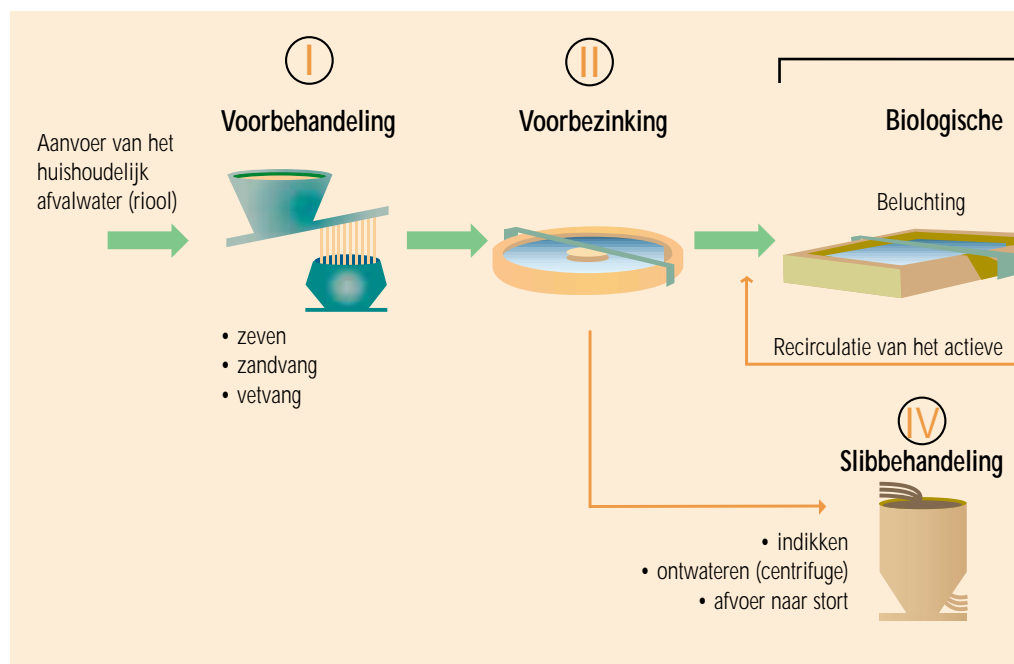 I
II
Voorbehandeling
Voorbezinking
Biologische
Aanvoer van het
huishoudelijk
afvalwater (riool)
Beluchting
• zeven
• zandvang
• vetvang
Recirculatie van het actieve
IV
Slibbehandeling
• indikken
• ontwateren (centrifuge)
• afvoer naar stort